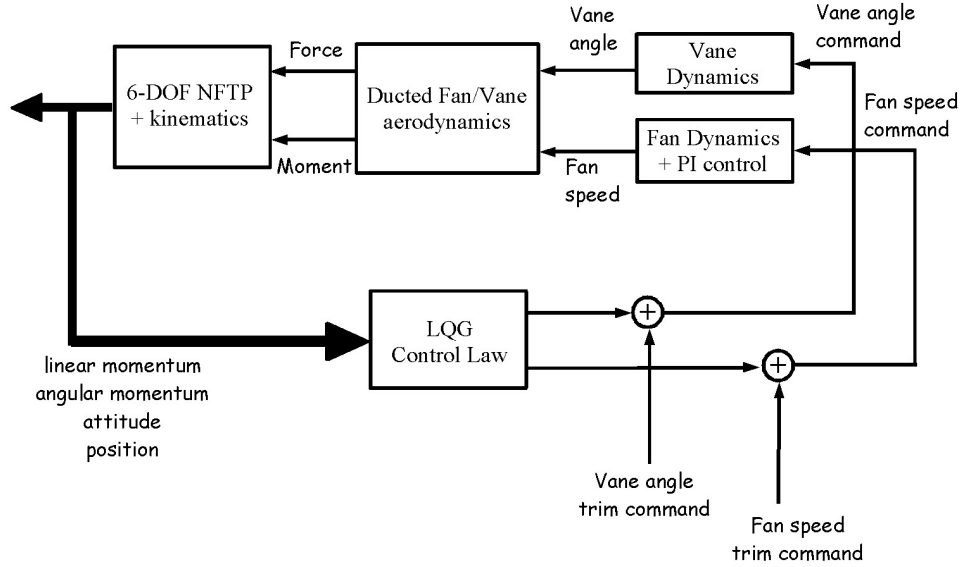 Vane angle
command
Vane
angle
Vane
Dynamics
Force
6-DOF NFTP
+ kinematics
Ducted Fan/Vane
aerodynamics
Fan speed
command
Fan Dynamics
+ PI control
Moment
Fan
speed
+
LQG
Control Law
+
linear momentum
angular momentum
attitude
position
Vane angle
trim command
Fan speed
trim command